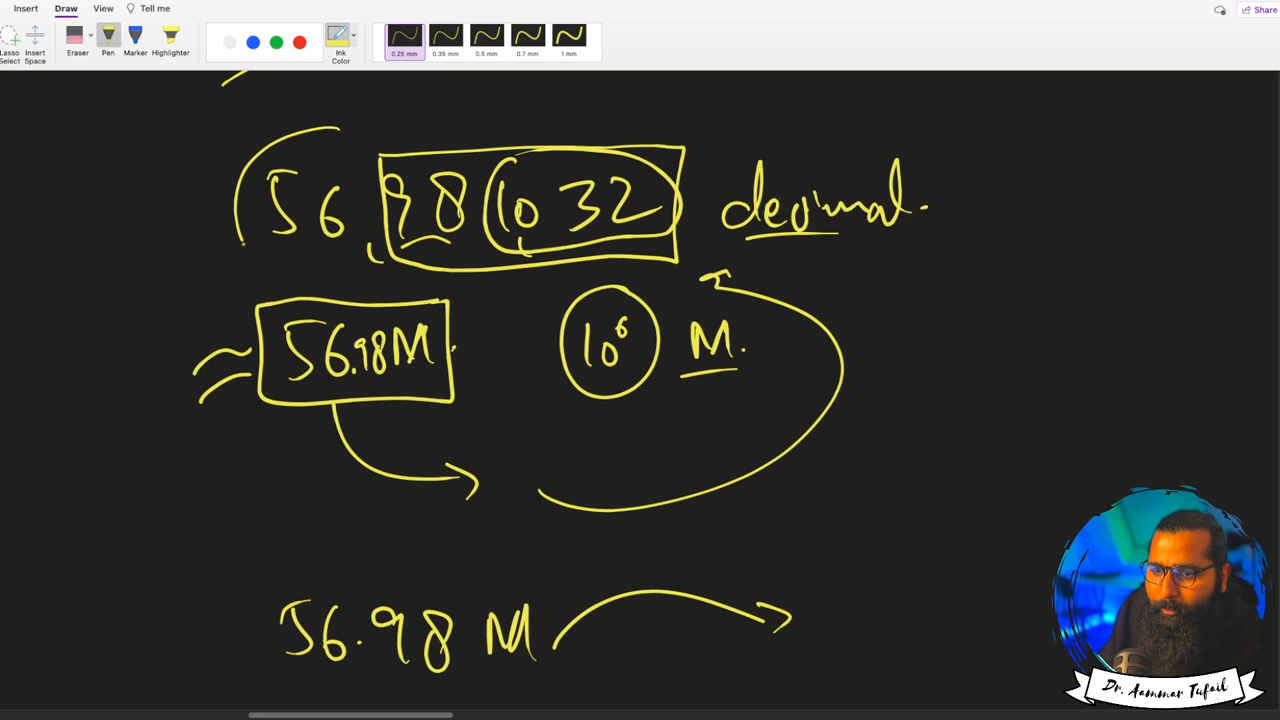 Insert Draw View Tell me
Share
Lasso Select Insert Space Eraser Pen Marker Highlighter Ink Color 0.25 mm 0.35 mm 0.5 mm 0.7 mm 1 mm
56 98 10 32 decimal.
≈ 56.98M 10⁶ M.
56.98 M
Dr. Aammar Tufail